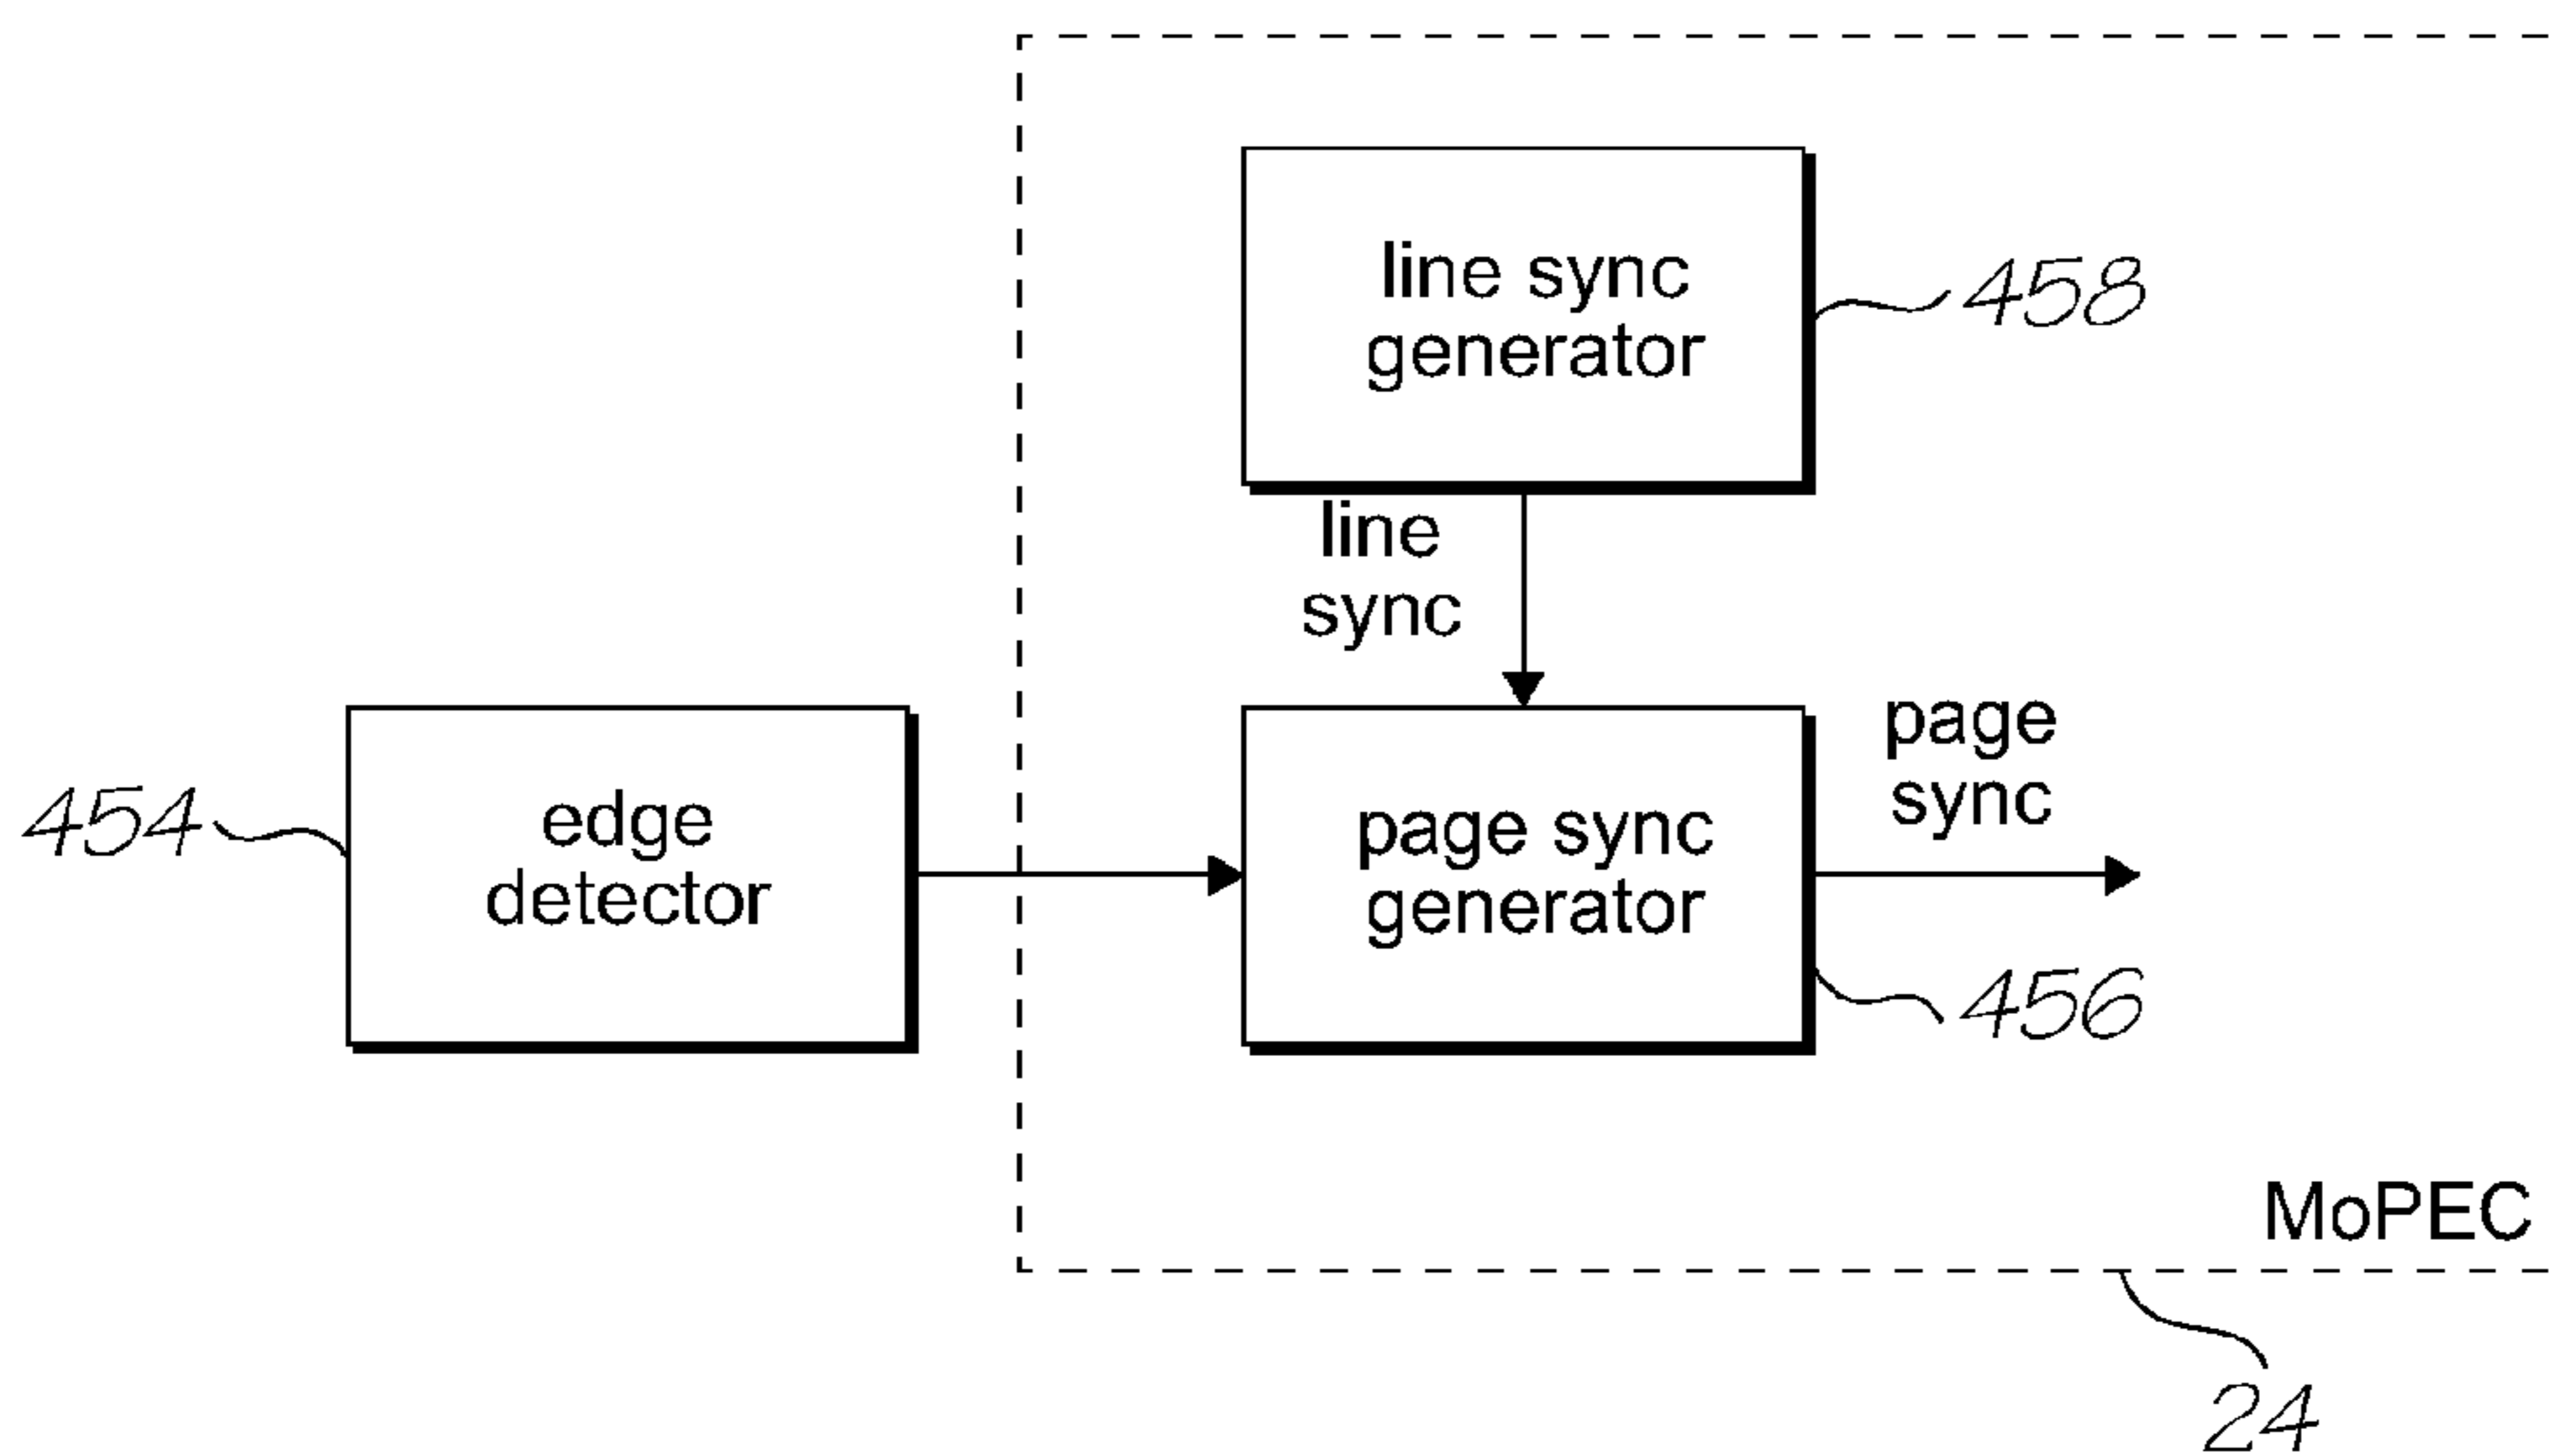 line sync
generator
458
line
sync
page
sync
454
edge
detector
page sync
generator
456
MoPEC
24